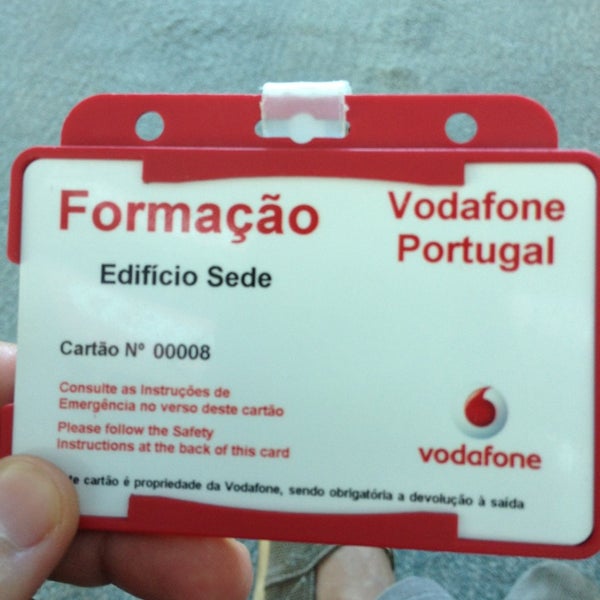 Formação
Vodafone
Portugal
Edifício Sede
Cartão Nº 00008
Consulte as Instruções de
Emergência no verso deste cartão
Please follow the Safety
Instructions at the back of this card
vodafone
cartão é propriedade da Vodafone, sendo obrigatória a devolução à saída